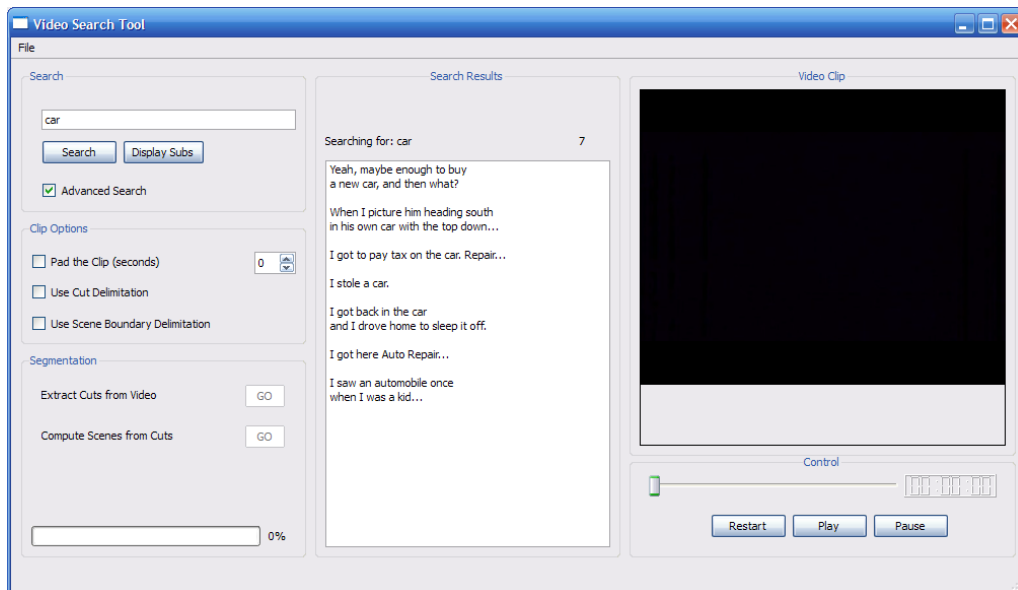 Video Search Tool
File
Search
car
Search Display Subs
Advanced Search
Clip Options
Pad the Clip (seconds) 0
Use Cut Delimitation
Use Scene Boundary Delimitation
Segmentation
Extract Cuts from Video GO
Compute Scenes from Cuts GO
0%
Search Results
Searching for: car 7
Yeah, maybe enough to buy
a new car, and then what?
When I picture him heading south
in his own car with the top down...
I got to pay tax on the car. Repair...
I stole a car.
I got back in the car
and I drove home to sleep it off.
I got here Auto Repair...
I saw an automobile once
when I was a kid...
Video Clip
Control
00:00:00
Restart Play Pause